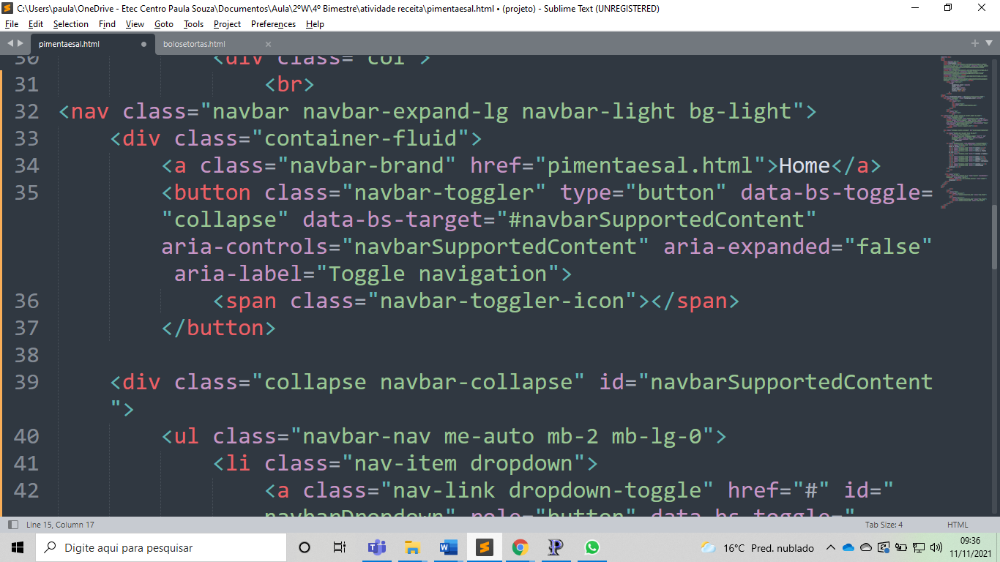 C:\Users\paula\OneDrive - Etec Centro Paula Souza\Documentos\Aula\2ºW\4º Bimestre\atividade receita\pimentaesal.html • (projeto) - Sublime Text (UNREGISTERED)
File Edit Selection Find View Goto Tools Project Preferences Help
pimentaesal.html bolosetortas.html
30 <div class="col">
31 <br>
32 <nav class="navbar navbar-expand-lg navbar-light bg-light">
33 <div class="container-fluid">
34 <a class="navbar-brand" href="pimentaesal.html">Home</a>
35 <button class="navbar-toggler" type="button" data-bs-toggle=
"collapse" data-bs-target="#navbarSupportedContent"
aria-controls="navbarSupportedContent" aria-expanded="false"
aria-label="Toggle navigation">
36 <span class="navbar-toggler-icon"></span>
37 </button>
38
39 <div class="collapse navbar-collapse" id="navbarSupportedContent
">
40 <ul class="navbar-nav me-auto mb-2 mb-lg-0">
41 <li class="nav-item dropdown">
42 <a class="nav-link dropdown-toggle" href="#" id="
navbarDropdown" role="button" data-bs-toggle="
Line 15, Column 17 Tab Size: 4 HTML
Digite aqui para pesquisar 16°C Pred. nublado 09:36
11/11/2021